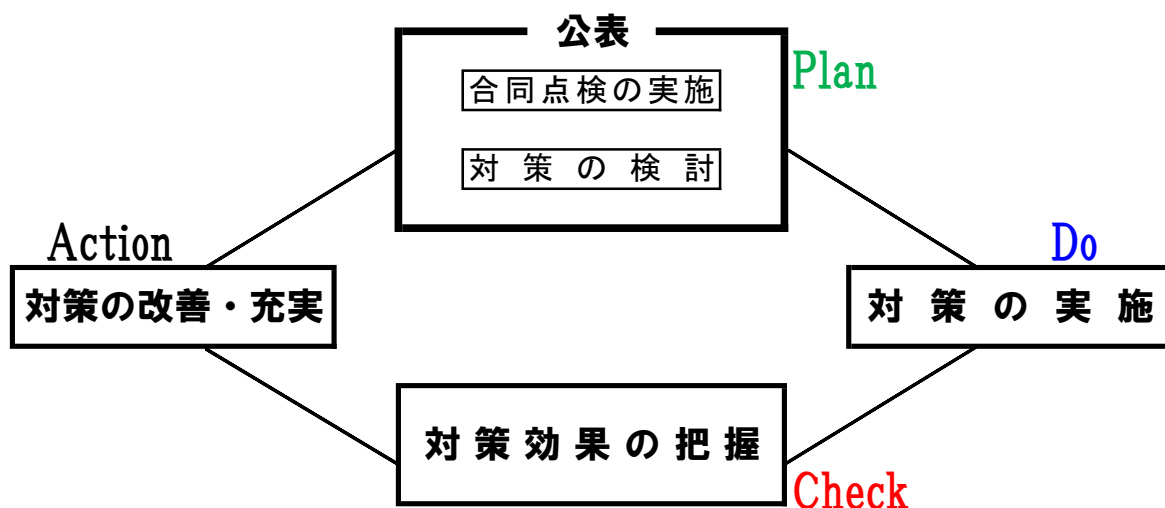 公表
Plan
合同点検の実施
対策の検討
Action
Do
対策の改善・充実
対策の実施
対策効果の把握
Check